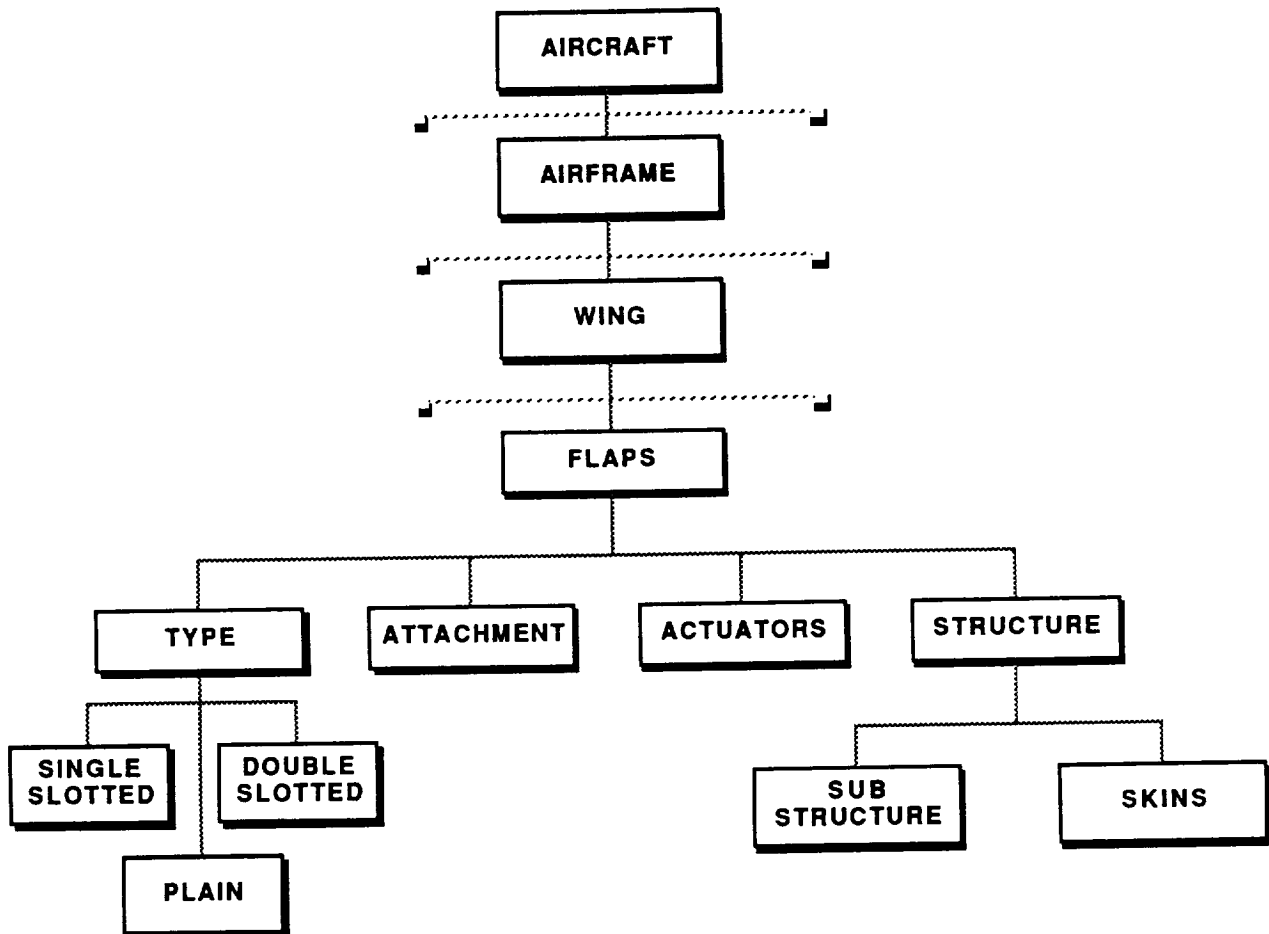 AIRCRAFT
AIRFRAME
WING
FLAPS
TYPE
ATTACHMENT
ACTUATORS
STRUCTURE
SINGLE
SLOTTED
DOUBLE
SLOTTED
SUB
STRUCTURE
SKINS
PLAIN